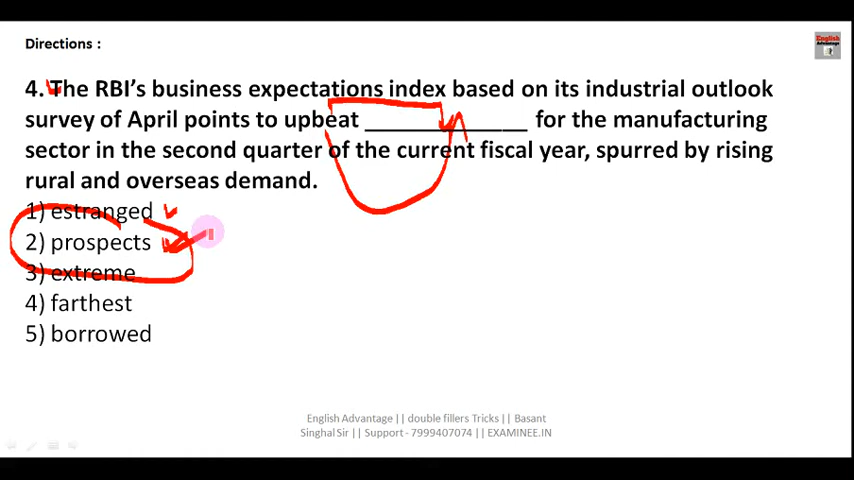 Directions :
English
Advantage
4. The RBI's business expectations index based on its industrial outlook
survey of April points to upbeat _____________ for the manufacturing
sector in the second quarter of the current fiscal year, spurred by rising
rural and overseas demand.
1) estranged
2) prospects
3) extreme
4) farthest
5) borrowed
English Advantage || double fillers Tricks || Basant
Singhal Sir || Support - 7999407074 || EXAMINEE.IN